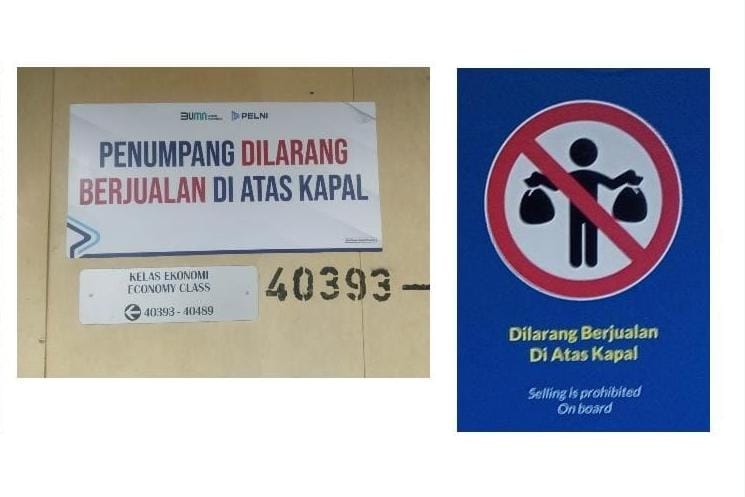 BUMN
PELNI
PENUMPANG DILARANG
BERJUALAN DI ATAS KAPAL
KELAS EKONOMI
ECONOMY CLASS
40393 - 40489
40393 –
Dilarang Berjualan
Di Atas Kapal
Selling is prohibited
On board